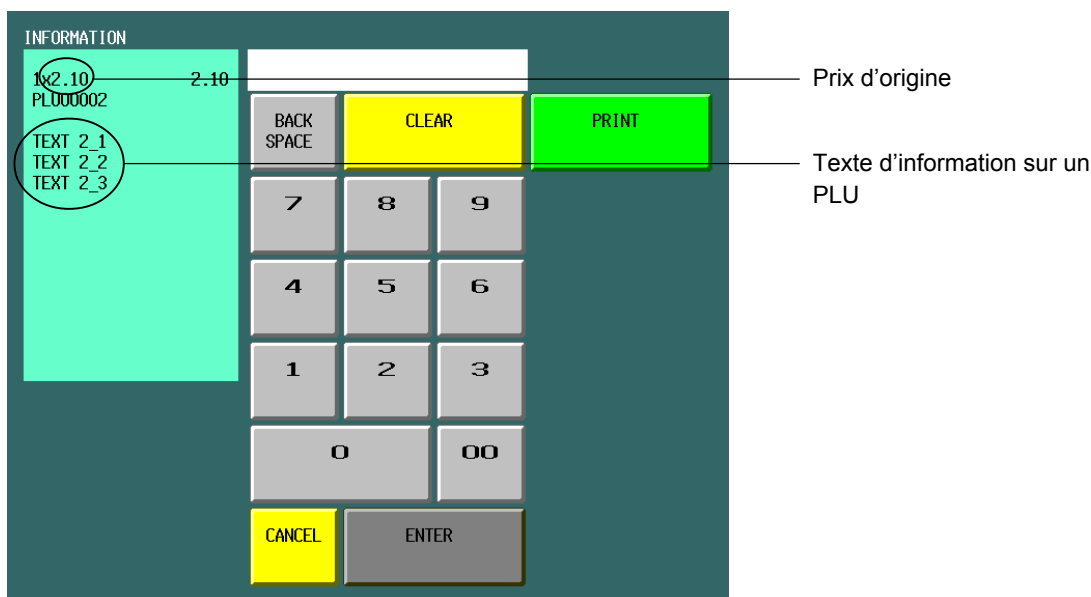 INFORMATION
1x2.10 2.10
PLU00002
TEXT 2_1
TEXT 2_2
TEXT 2_3
BACK
SPACE
CLEAR
PRINT
7 8 9
4 5 6
1 2 3
0 00
CANCEL
ENTER
Prix d’origine
Texte d’information sur un
PLU